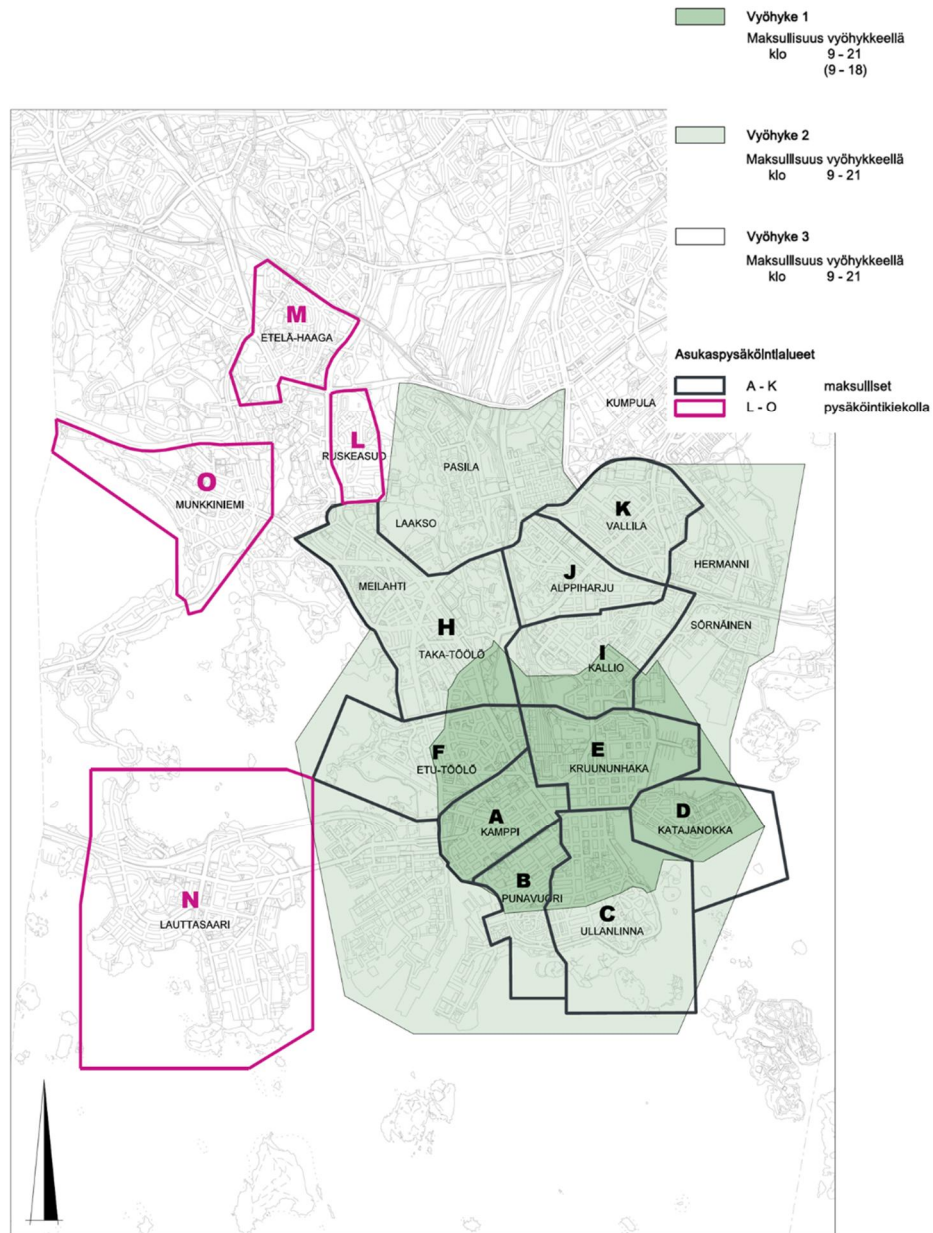 Vyöhyke 1
Maksullisuus vyöhykkeellä
klo 9 - 21
(9 - 18)
Vyöhyke 2
Maksullisuus vyöhykkeellä
klo 9 - 21
Vyöhyke 3
Maksullisuus vyöhykkeellä
klo 9 - 21
Asukaspysäköintialueet
A - K maksulliset
L - O pysäköintikiekolla
M
ETELÄ-HAAGA
KUMPULA
L
RUSKEASUO
PASILA
O
MUNKKINIEMI
K
VALLILA
LAAKSO
HERMANNI
J
ALPPIHARJU
MEILAHTI
SÖRNÄINEN
H
TAKA-TÖÖLÖ
I
KALLIO
F
ETU-TÖÖLÖ
E
KRUUNUNHAKA
A
KAMPPI
D
KATAJANOKKA
B
PUNAVUORI
N
LAUTTASAARI
C
ULLANLINNA